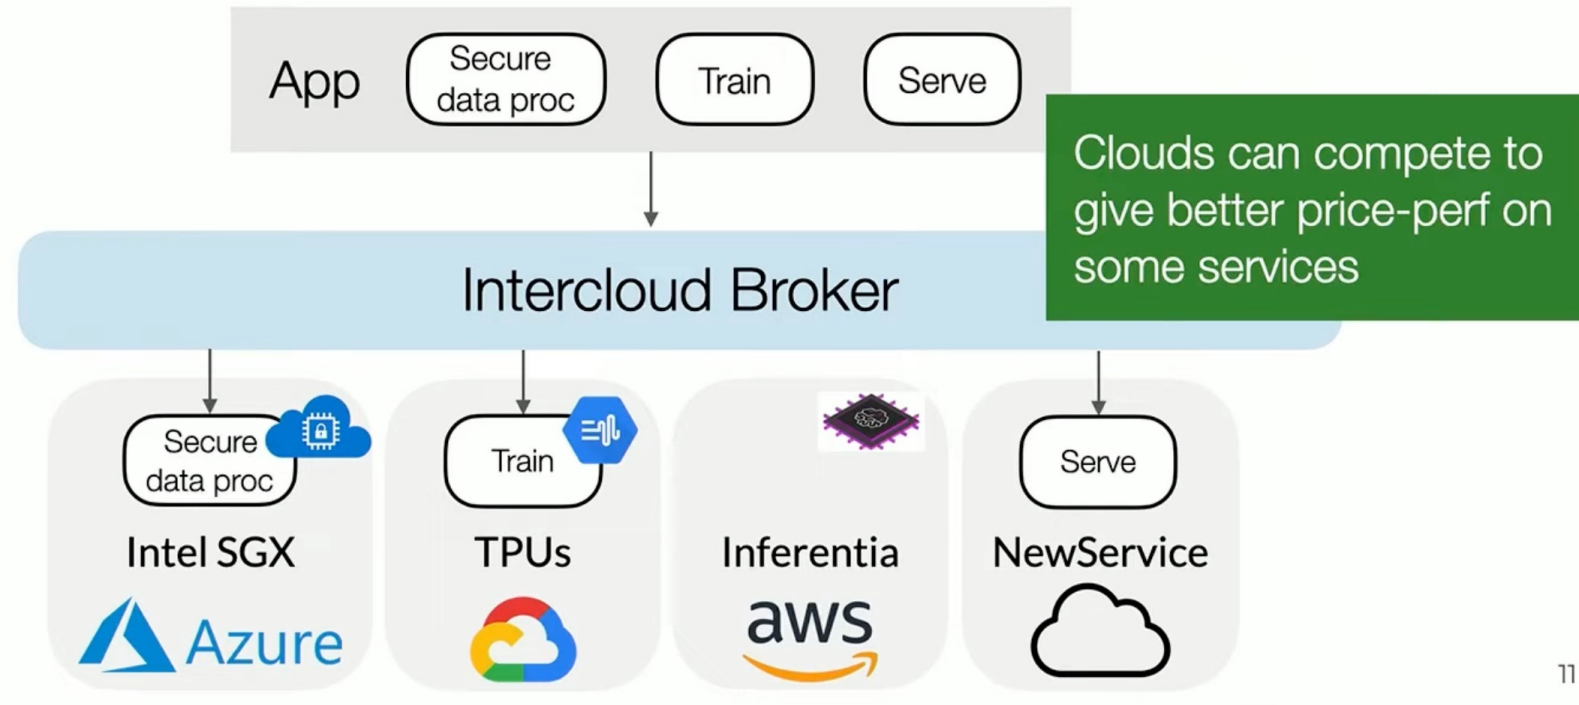 App
Secure
data proc
Train
Serve
Clouds can compete to
give better price-perf on
some services
Intercloud Broker
Secure
data proc
Train
Serve
Intel SGX
TPUs
Inferentia
NewService
Azure
aws
11